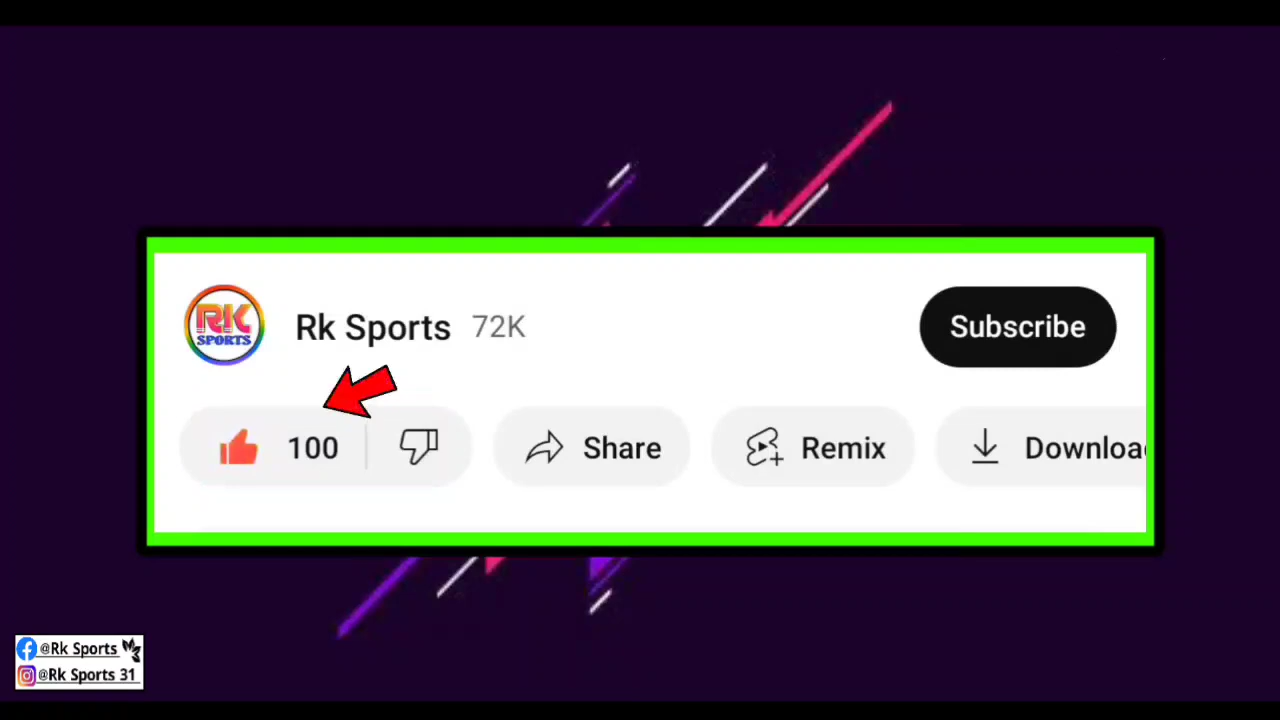 RK
SPORTS
Rk Sports 72K
Subscribe
100
Share
Remix
Downloa
@Rk Sports
@Rk Sports 31